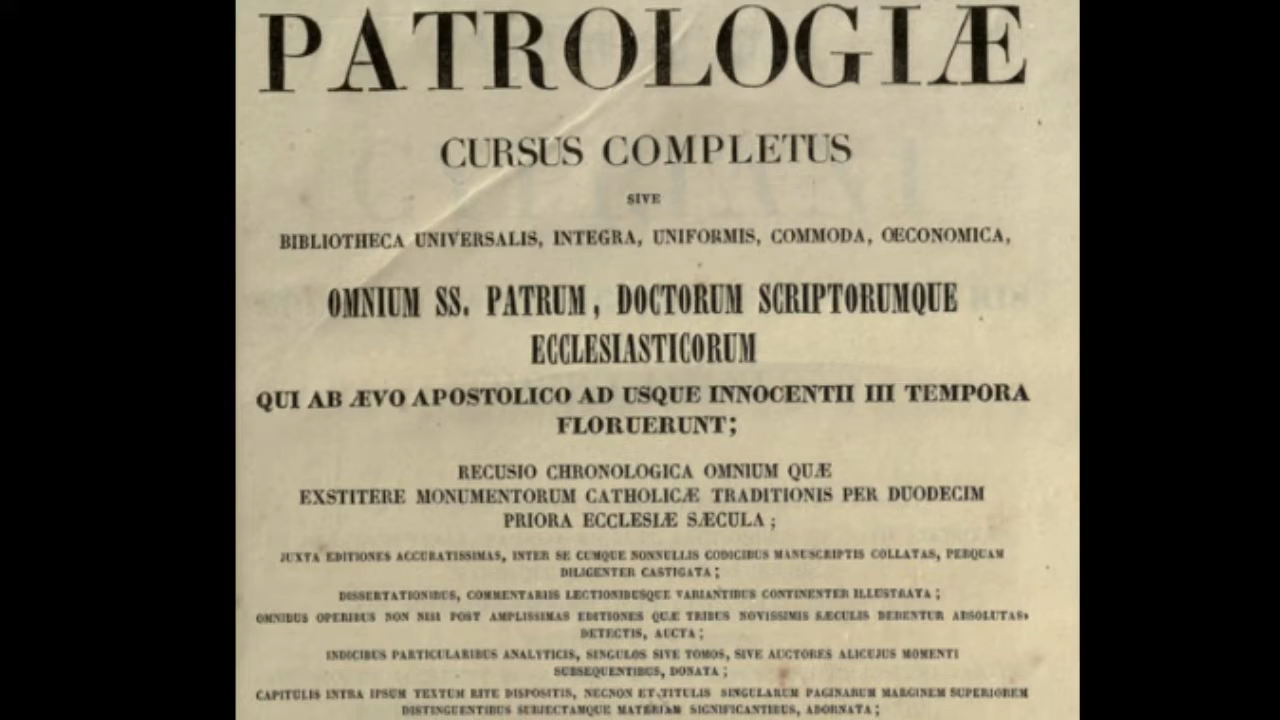 PATROLOGIÆ
CURSUS COMPLETUS
SIVE
BIBLIOTHECA UNIVERSALIS, INTEGRA, UNIFORMIS, COMMODA, OECONOMICA,
OMNIUM SS. PATRUM, DOCTORUM SCRIPTORUMQUE
ECCLESIASTICORUM
QUI AB ÆVO APOSTOLICO AD USQUE INNOCENTII III TEMPORA
FLORUERUNT;
RECUSIO CHRONOLOGICA OMNIUM QUÆ
EXSTITERE MONUMENTORUM CATHOLICÆ TRADITIONIS PER DUODECIM
PRIORA ECCLESIÆ SÆCULA;
JUXTA EDITIONES ACCURATISSIMAS, INTER SE CUMQUE NONNULLIS CODICIBUS MANUSCRIPTIS COLLATAS, PERQUAM
DILIGENTER CASTIGATA;
DISSERTATIONIBUS, COMMENTARIIS LECTIONIBUSQUE VARIANTIBUS CONTINENTER ILLUSTRATA;
OMNIBUS OPERIBUS NON NISI POST AMPLISSIMAS EDITIONES QUÆ TRIBUS NOVISSIMIS SÆCULIS DEBENTUR ABSOLUTAS,
DETECTIS, AUCTA;
INDICIBUS PARTICULARIBUS ANALYTICIS, SINGULOS SIVE TOMOS, SIVE AUCTORES ALICUJUS MOMENTI
SUBSEQUENTIBUS, DONATA;
CAPITULIS INTRA IPSUM TEXTUM RITE DISPOSITIS, NECNON ET TITULIS SINGULARUM PAGINARUM MARGINEM SUPERIOREM
DISTINGUENTIBUS SUBJECTAMQUE MATERIAM SIGNIFICANTIBUS, ADORNATA;